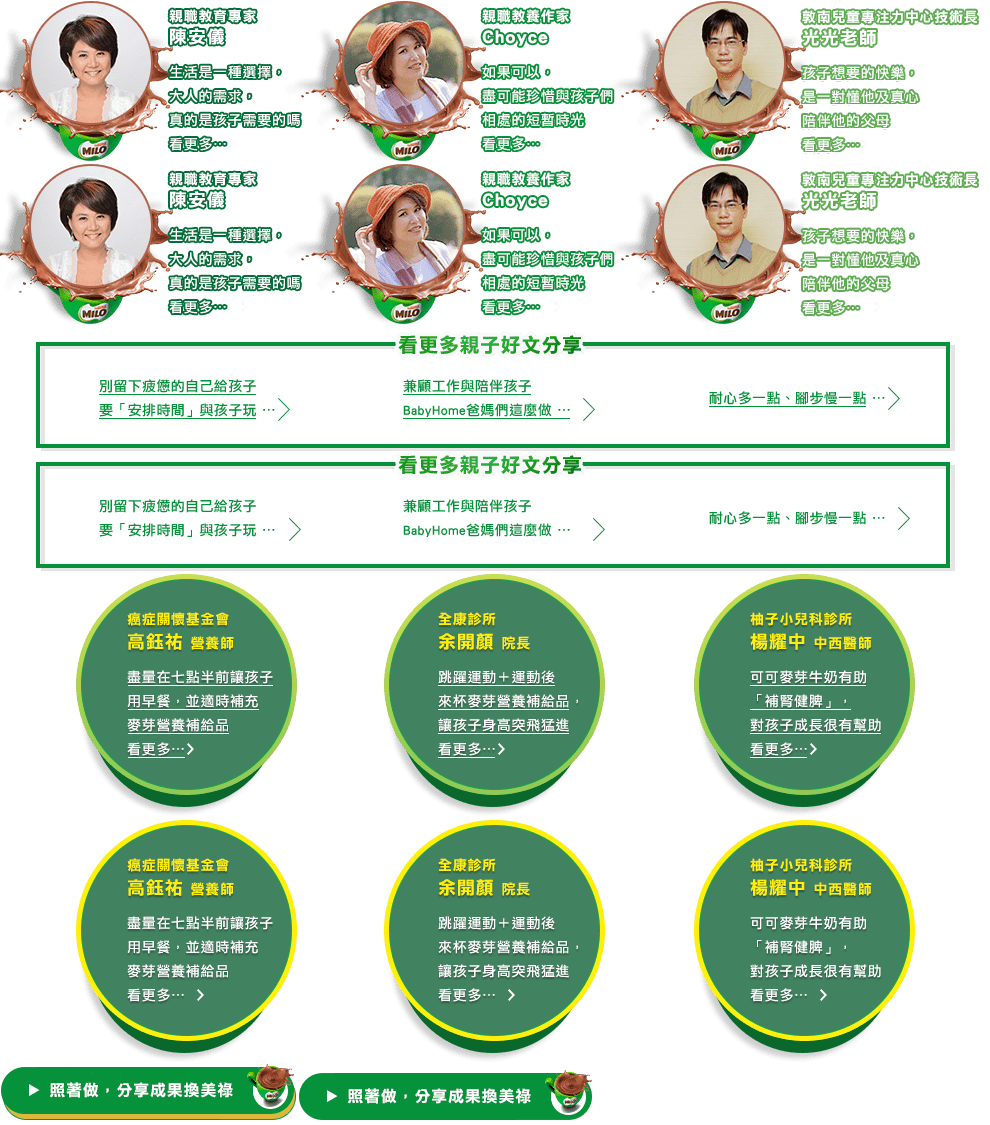 親職教育專家
陳安儀
生活是一種選擇，
大人的需求，
真的是孩子需要的嗎
看更多…
MILO
親職教養作家
Choyce
如果可以，
盡可能珍惜與孩子們
相處的短暫時光
看更多…
MILO
敦南兒童專注力中心技術長
光光老師
孩子想要的快樂，
是一對懂他及真心
陪伴他的父母
看更多…
MILO
親職教育專家
陳安儀
生活是一種選擇，
大人的需求，
真的是孩子需要的嗎
看更多…
MILO
親職教養作家
Choyce
如果可以，
盡可能珍惜與孩子們
相處的短暫時光
看更多…
MILO
敦南兒童專注力中心技術長
光光老師
孩子想要的快樂，
是一對懂他及真心
陪伴他的父母
看更多…
MILO
看更多親子好文分享
別留下疲憊的自己給孩子
要「安排時間」與孩子玩 …
兼顧工作與陪伴孩子
BabyHome爸媽們這麼做 …
耐心多一點、腳步慢一點 …
看更多親子好文分享
別留下疲憊的自己給孩子
要「安排時間」與孩子玩 …
兼顧工作與陪伴孩子
BabyHome爸媽們這麼做 …
耐心多一點、腳步慢一點 …
癌症關懷基金會
高鈺祐 營養師
盡量在七點半前讓孩子
用早餐，並適時補充
麥芽營養補給品
看更多…
全康診所
余開顏 院長
跳躍運動＋運動後
來杯麥芽營養補給品，
讓孩子身高突飛猛進
看更多…
柚子小兒科診所
楊耀中 中西醫師
可可麥芽牛奶有助
「補腎健脾」，
對孩子成長很有幫助
看更多…
癌症關懷基金會
高鈺祐 營養師
盡量在七點半前讓孩子
用早餐，並適時補充
麥芽營養補給品
看更多…
全康診所
余開顏 院長
跳躍運動＋運動後
來杯麥芽營養補給品，
讓孩子身高突飛猛進
看更多…
柚子小兒科診所
楊耀中 中西醫師
可可麥芽牛奶有助
「補腎健脾」，
對孩子成長很有幫助
看更多…
▶ 照著做，分享成果換美祿
MILO
▶ 照著做，分享成果換美祿
MILO